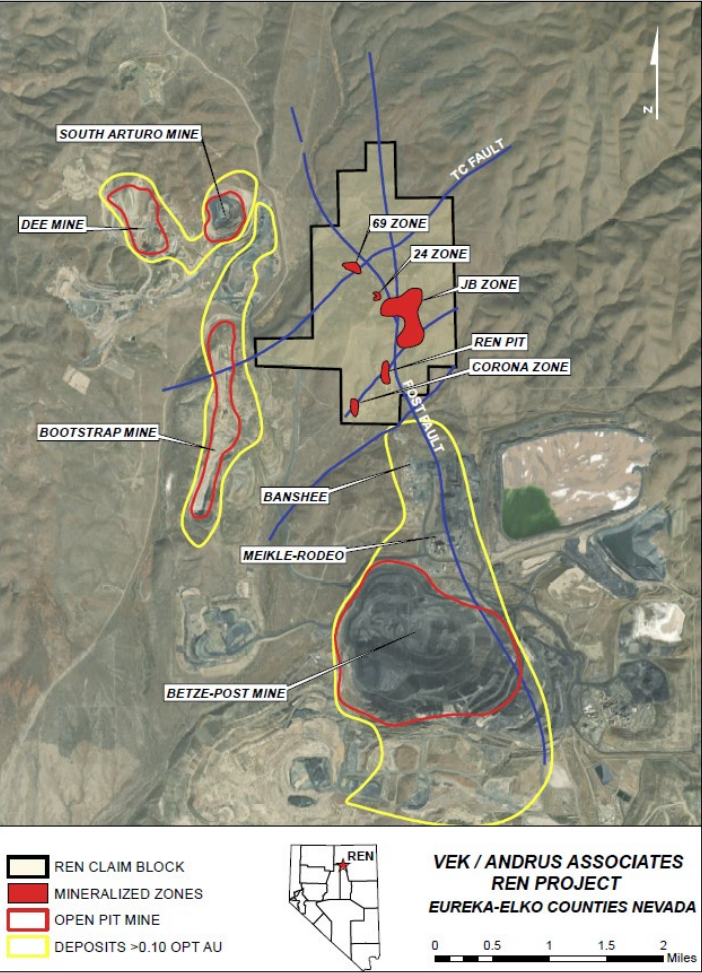 SOUTH ARTURO MINE
N
TC FAULT
DEE MINE
69 ZONE
24 ZONE
JB ZONE
REN PIT
CORONA ZONE
POST FAULT
BOOTSTRAP MINE
BANSHEE
MEIKLE-RODEO
BETZE-POST MINE
REN CLAIM BLOCK
MINERALIZED ZONES
OPEN PIT MINE
DEPOSITS >0.10 OPT AU
REN
VEK / ANDRUS ASSOCIATES
REN PROJECT
EUREKA-ELKO COUNTIES NEVADA
0 0.5 1 1.5 2
Miles